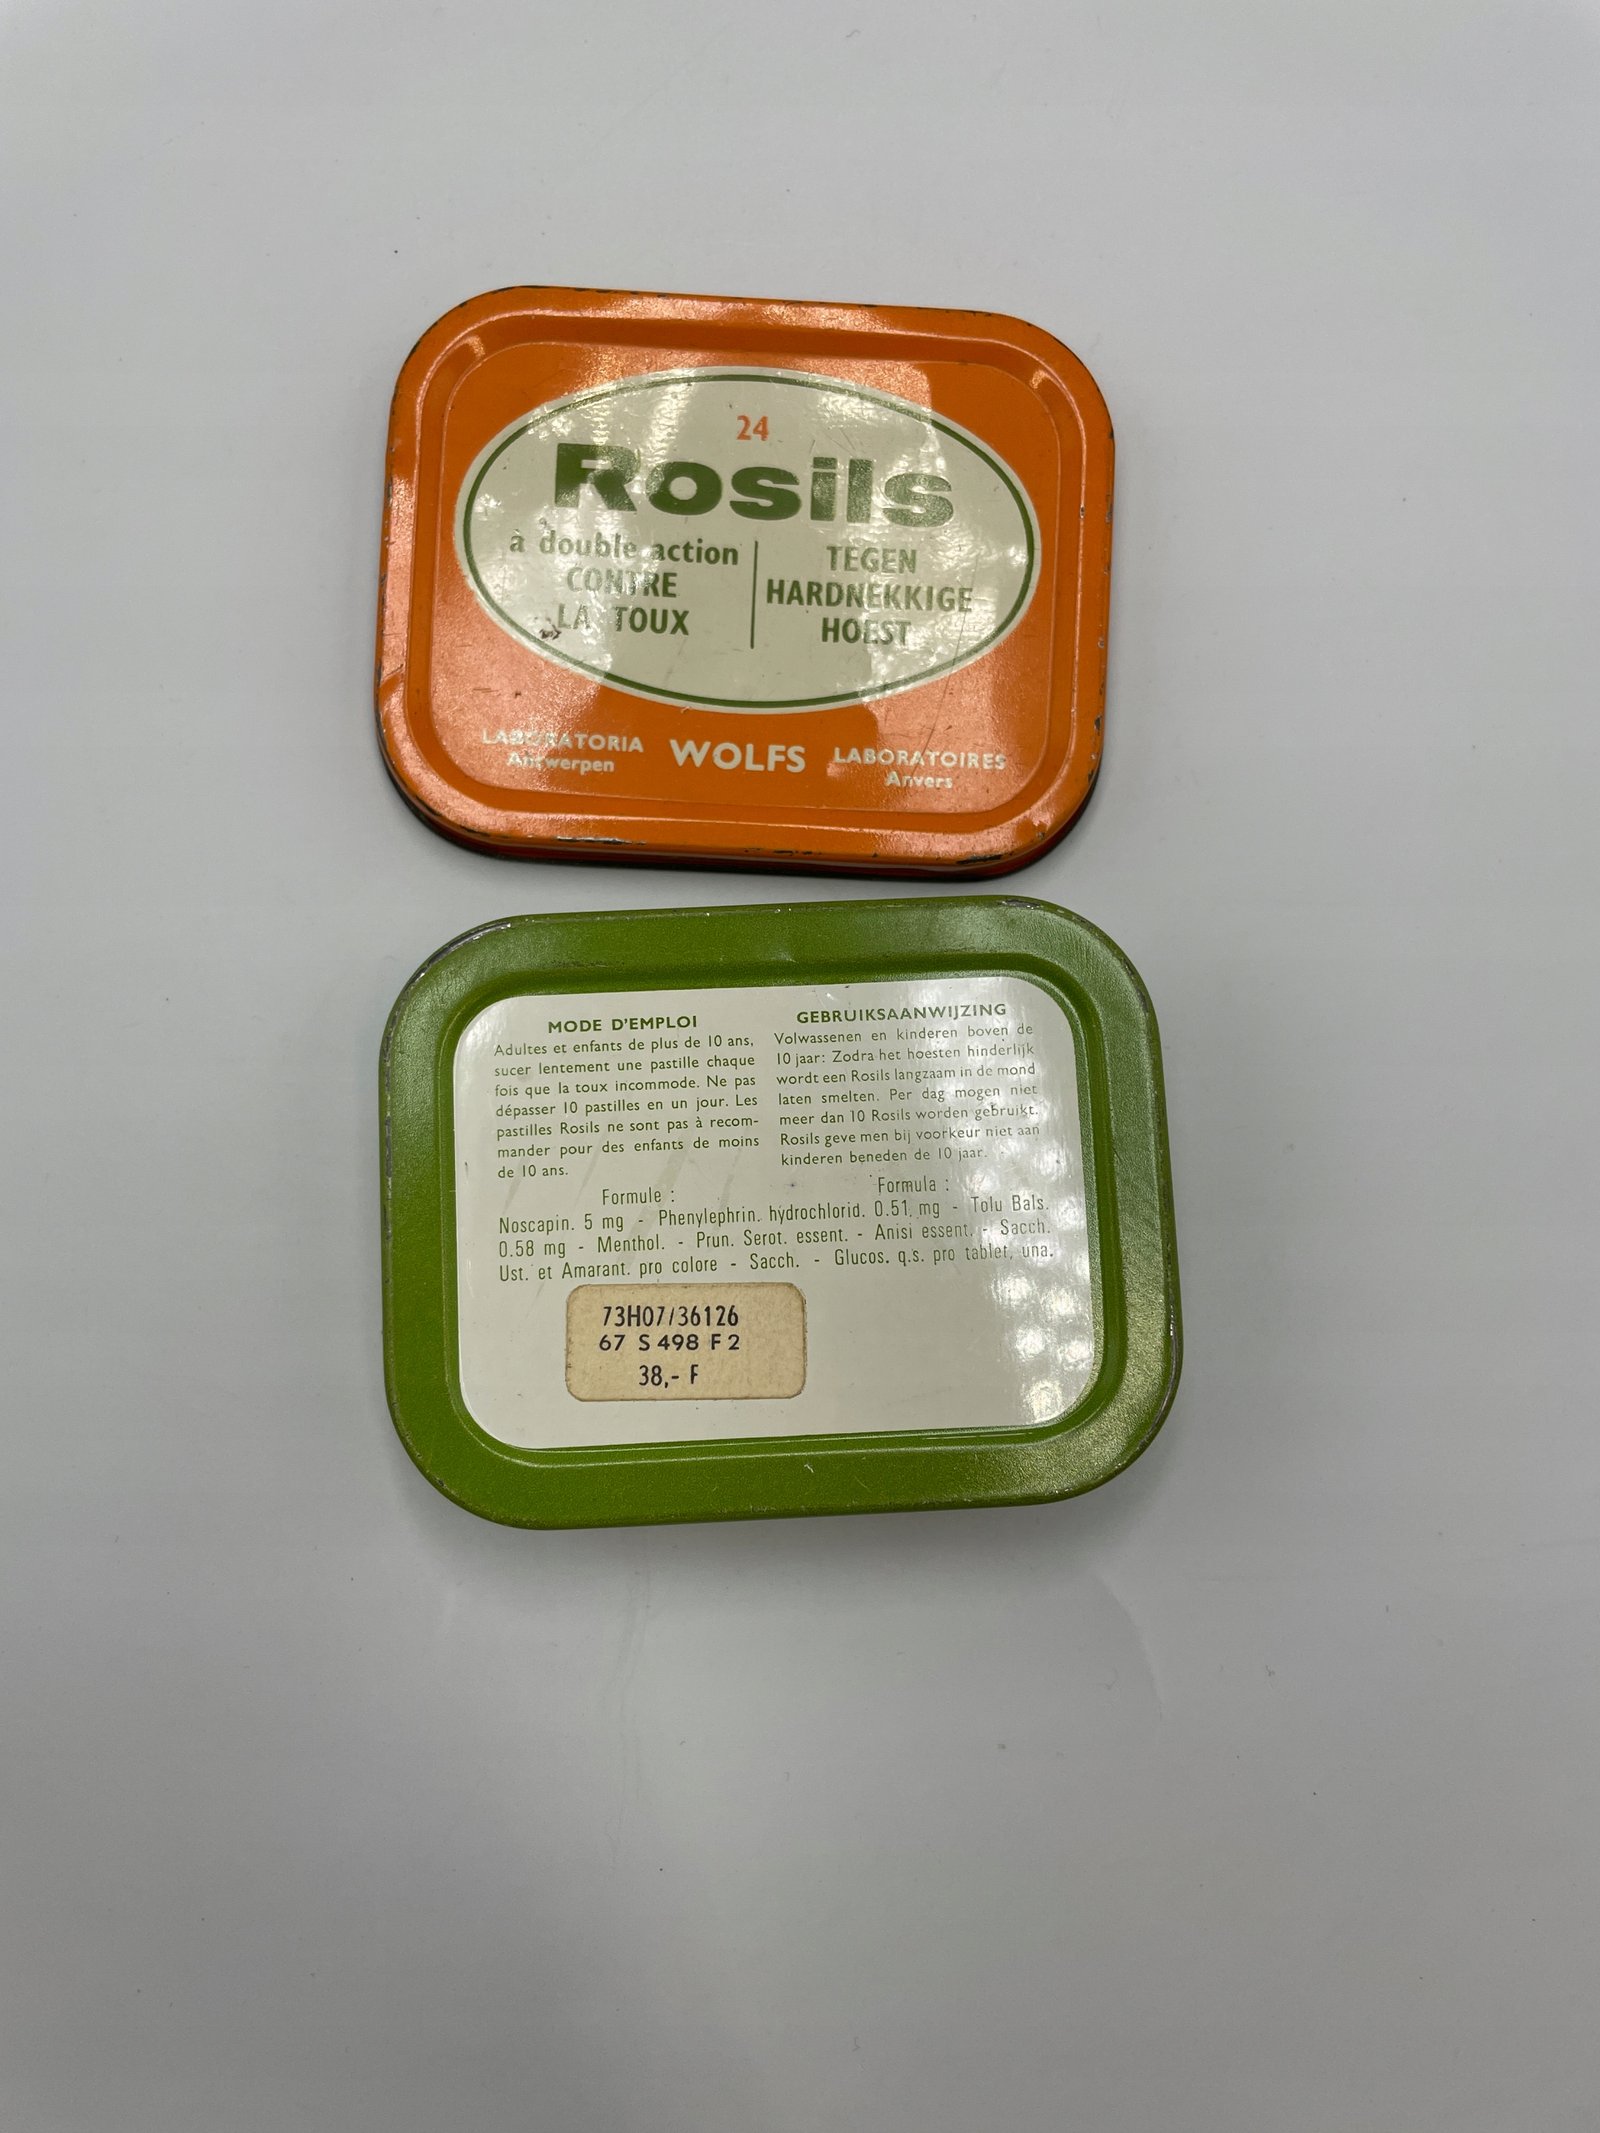 24
Rosils
à double action
CONTRE
LA TOUX
TEGEN
HARDNEKKIGE
HOEST
LABORATORIA
Antwerpen
WOLFS
LABORATOIRES
Anvers
MODE D'EMPLOI
Adultes et enfants de plus de 10 ans,
sucer lentement une pastille chaque
fois que la toux incommode. Ne pas
dépasser 10 pastilles en un jour. Les
pastilles Rosils ne sont pas à recom-
mander pour des enfants de moins
de 10 ans.
GEBRUIKSAANWIJZING
Volwassenen en kinderen boven de
10 jaar: Zodra het hoesten hinderlijk
wordt een Rosils langzaam in de mond
laten smelten. Per dag mogen niet
meer dan 10 Rosils worden gebruikt.
Rosils geve men bij voorkeur niet aan
kinderen beneden de 10 jaar.
Formule :
Formula :
Noscapin. 5 mg - Phenylephrin. hydrochlorid. 0.51 mg - Tolu Bals.
0.58 mg - Menthol. - Prun. Serot. essent. - Anisi essent. - Sacch.
Ust. et Amarant. pro colore - Sacch. - Glucos. q.s. pro tablet. una.
73H07/36126
67 S 498 F 2
38,- F